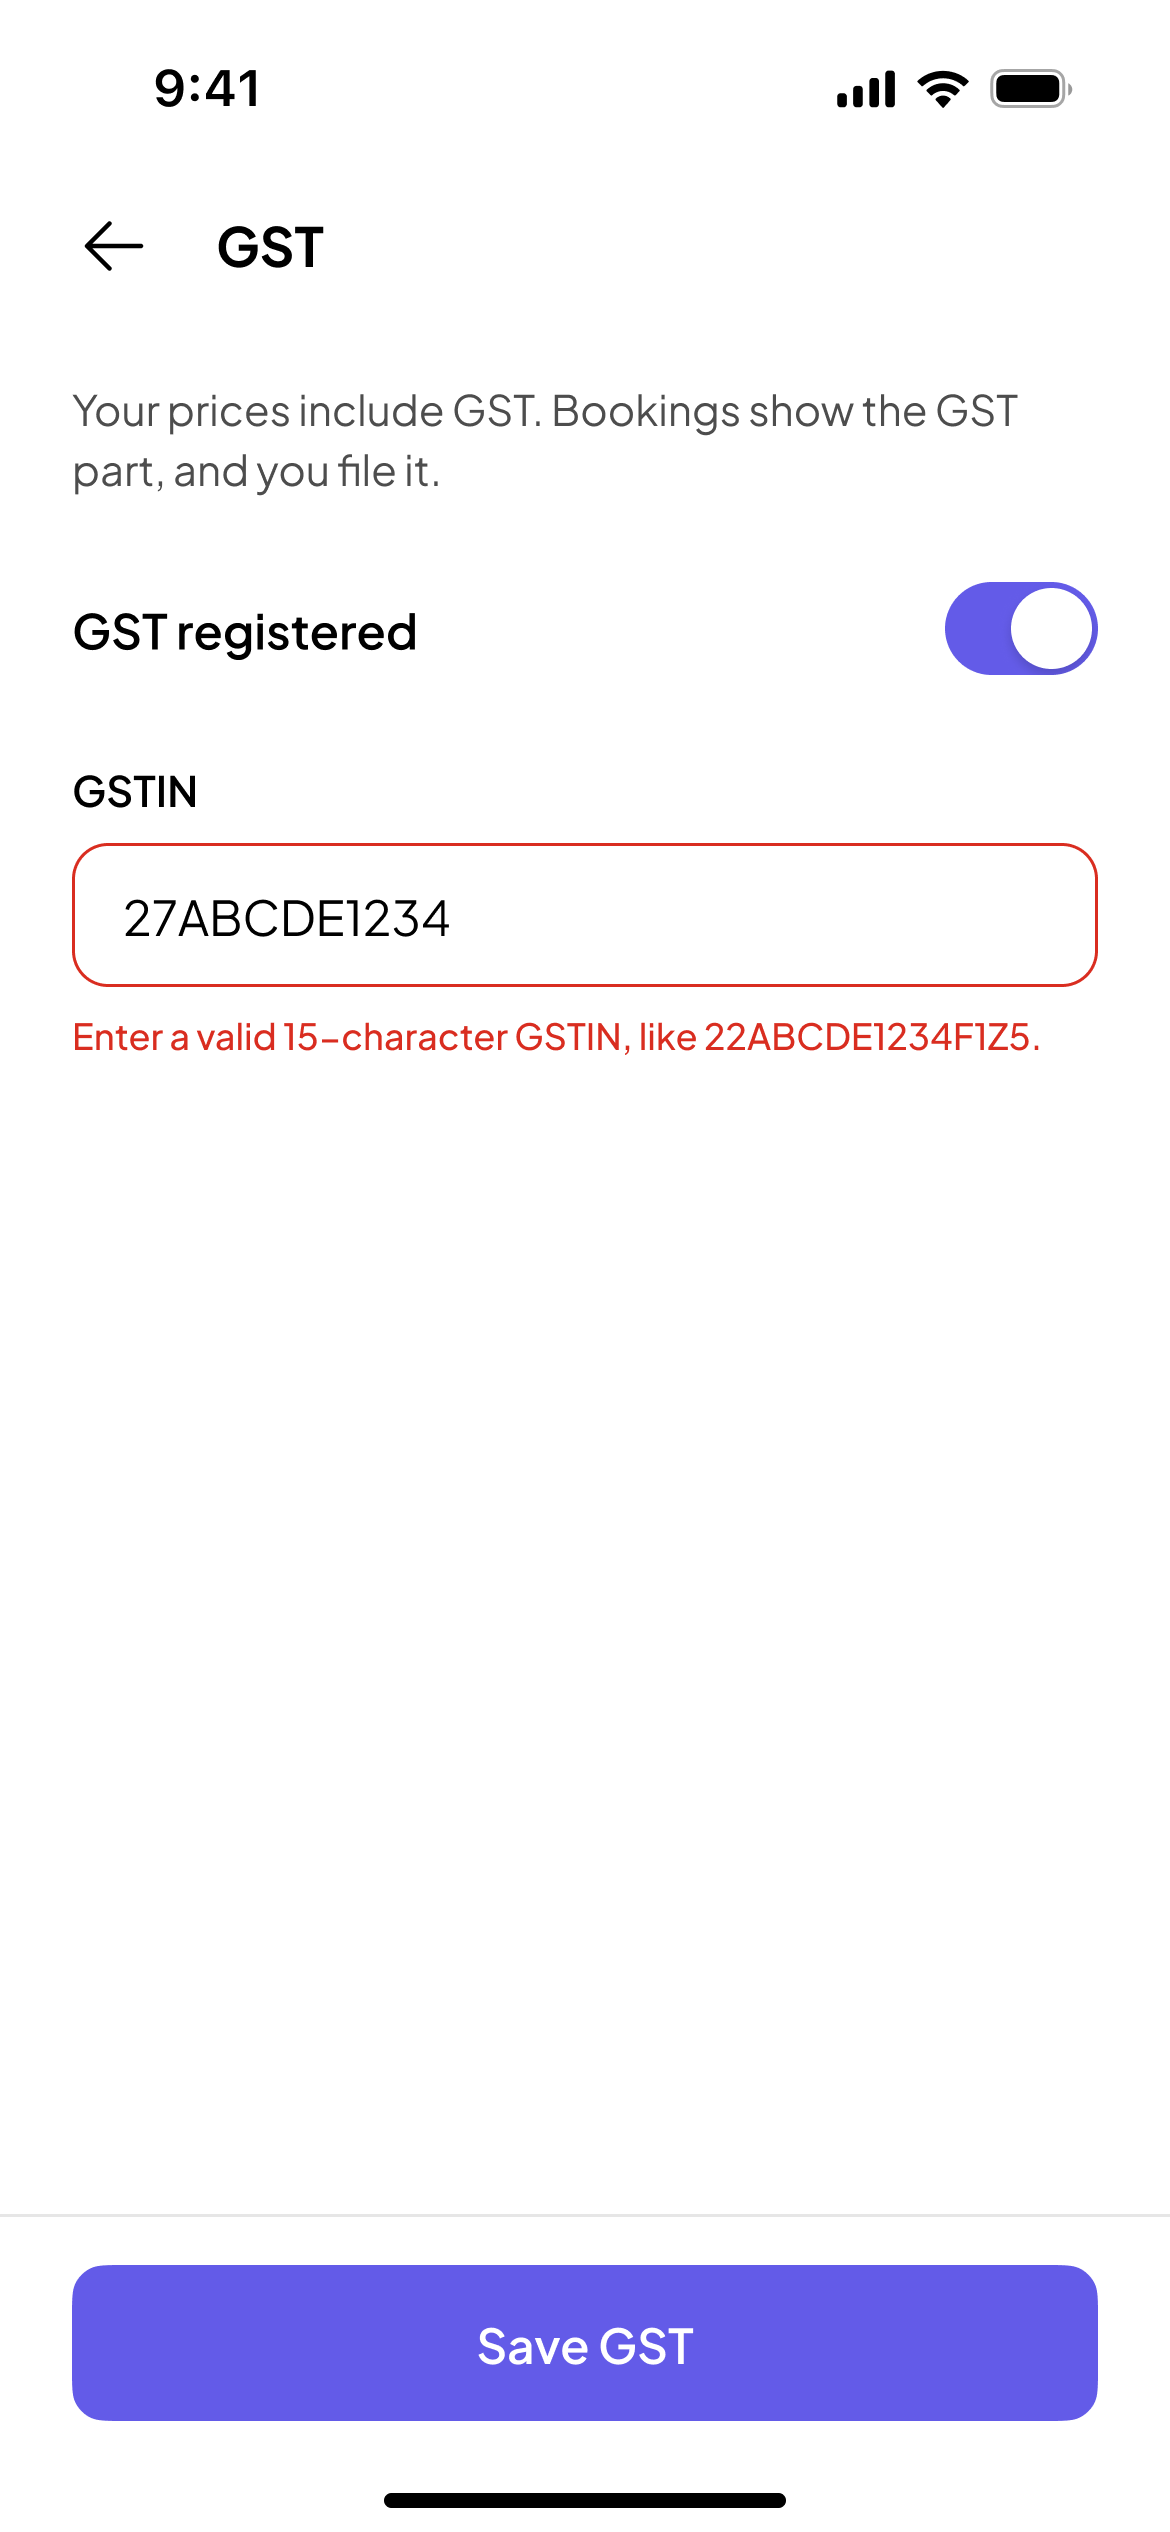 9:41
GST
Your prices include GST. Bookings show the GST
part, and you file it.
GST registered
GSTIN
27ABCDE1234
Enter a valid 15-character GSTIN, like 22ABCDE1234F1Z5.
Save GST